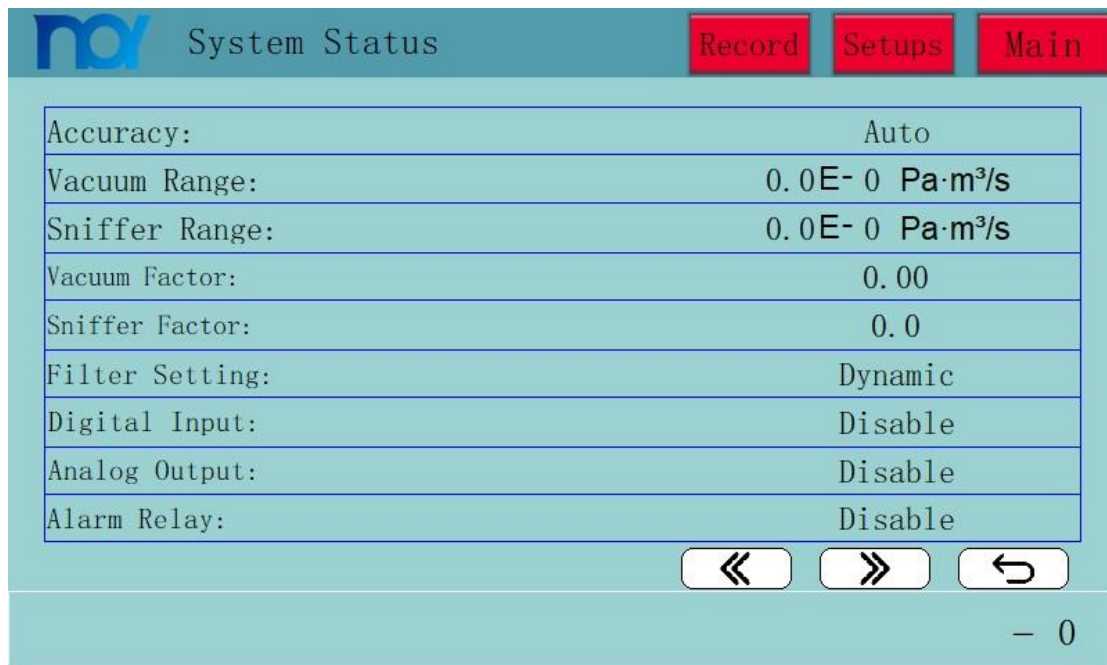 noy System Status Record Setups Main
Accuracy: Auto
Vacuum Range: 0.0E- 0 Pa·m³/s
Sniffer Range: 0.0E- 0 Pa·m³/s
Vacuum Factor: 0.00
Sniffer Factor: 0.0
Filter Setting: Dynamic
Digital Input: Disable
Analog Output: Disable
Alarm Relay: Disable
- 0